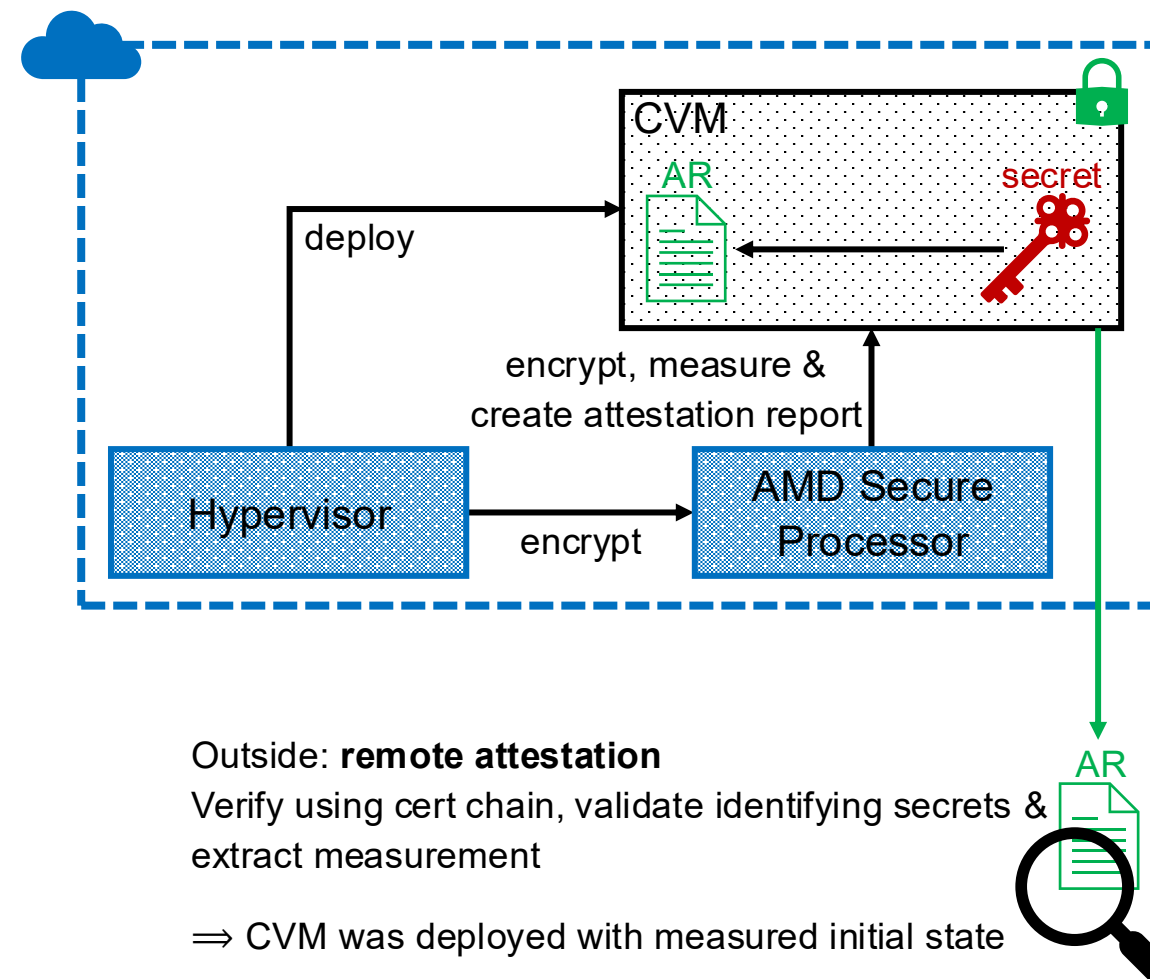 CVM
AR
secret
deploy
encrypt, measure &
create attestation report
Hypervisor
AMD Secure
Processor
encrypt
Outside: remote attestation
AR
Verify using cert chain, validate identifying secrets &
extract measurement
⟹ CVM was deployed with measured initial state